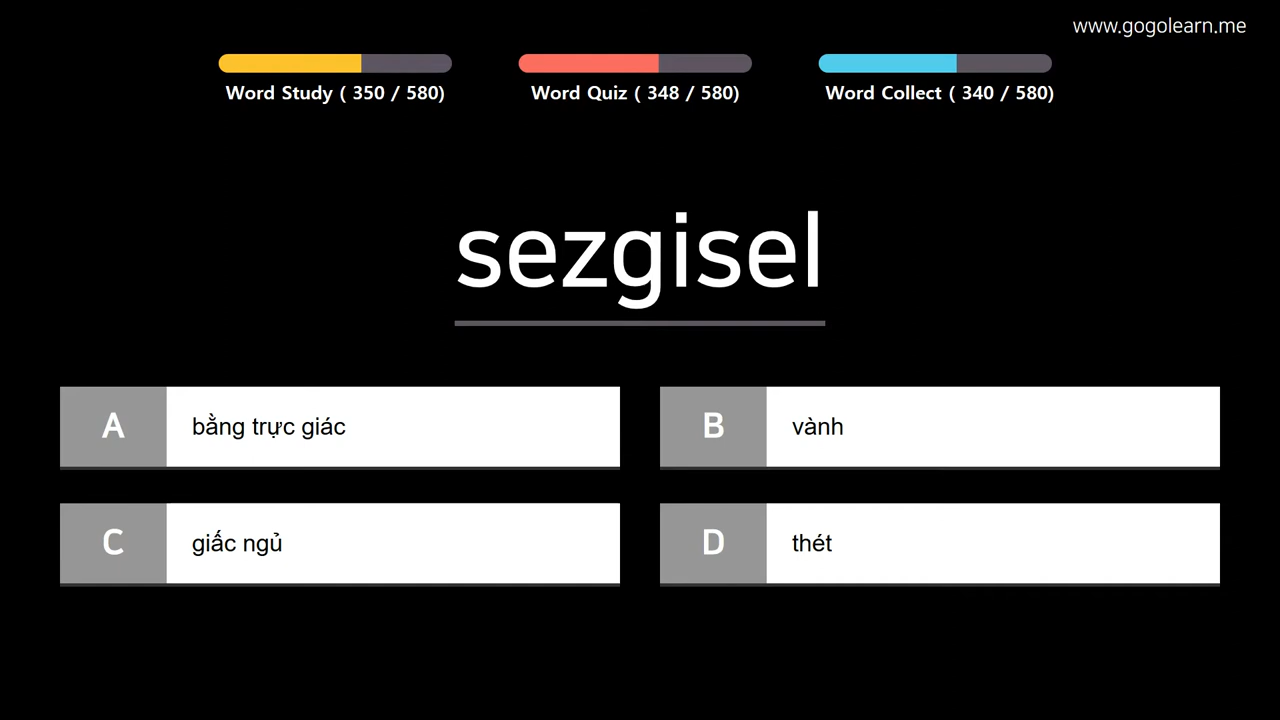 www.gogolearn.me
Word Study ( 350 / 580)
Word Quiz ( 348 / 580)
Word Collect ( 340 / 580)
sezgisel
A
bằng trực giác
B
vành
C
giấc ngủ
D
thét